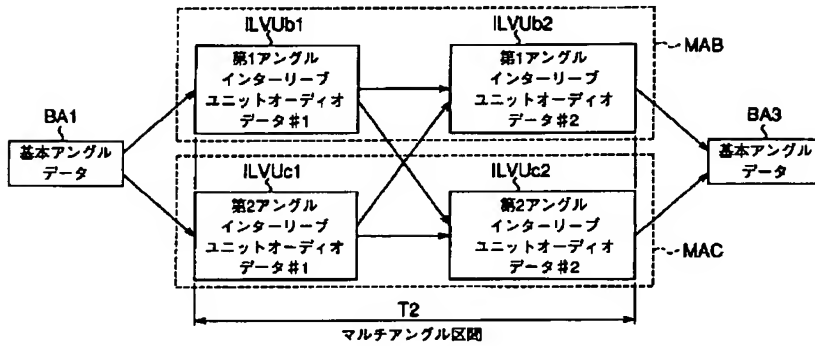 ILVUb1
ILVUb2
第1アングル
インターリーブ
ユニットオーディオ
データ#1
第1アングル
インターリーブ
ユニットオーディオ
データ#2
MAB
BA1
基本アングル
データ
BA3
基本アングル
データ
ILVUc1
ILVUc2
第2アングル
インターリーブ
ユニットオーディオ
データ#1
第2アングル
インターリーブ
ユニットオーディオ
データ#2
MAC
T2
マルチアングル区間